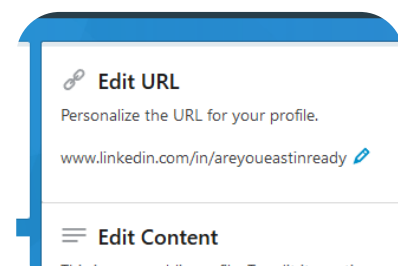 Edit URL
Personalize the URL for your profile.
www.linkedin.com/in/areyoueastinready
Edit Content